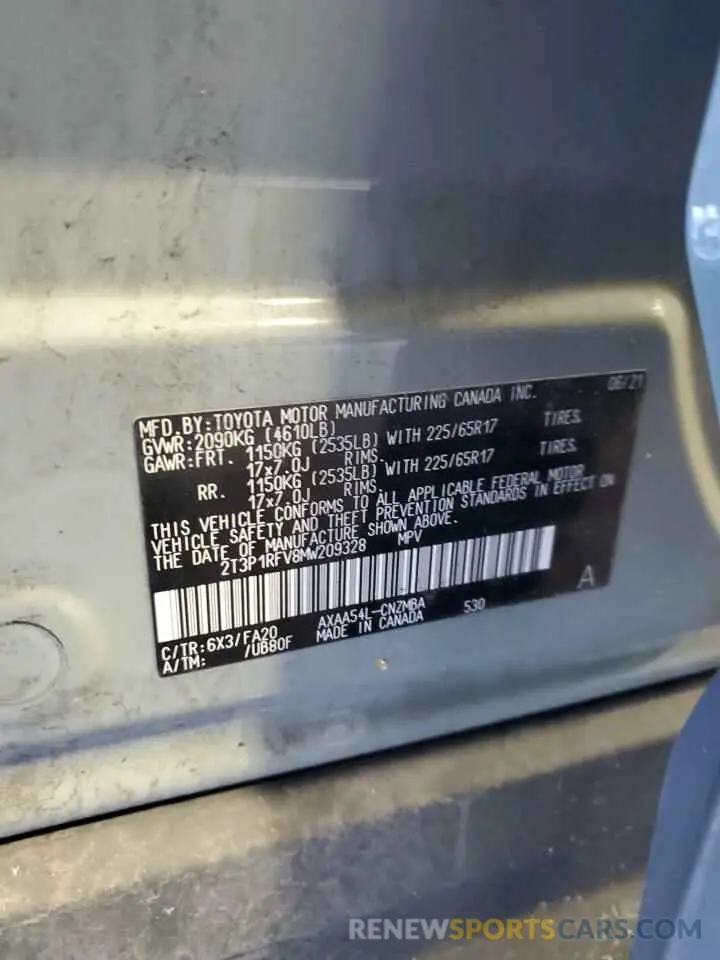 MFD.BY:TOYOTA MOTOR MANUFACTURING CANADA INC. 06/21
GVWR:2090KG (4610LB)
GAWR:FRT. 1150KG (2535LB) WITH 225/65R17 TIRES,
17x7.0J RIMS,
RR. 1150KG (2535LB) WITH 225/65R17 TIRES,
17x7.0J RIMS.
THIS VEHICLE CONFORMS TO ALL APPLICABLE FEDERAL MOTOR
VEHICLE SAFETY AND THEFT PREVENTION STANDARDS IN EFFECT ON
THE DATE OF MANUFACTURE SHOWN ABOVE.
2T3P1RFV8MW209328 MPV
A
C/TR:6X3/FA20 AXAA54L-CNZMBA 530
A/TM: /U680F MADE IN CANADA
RENEWSPORTSCARS.COM